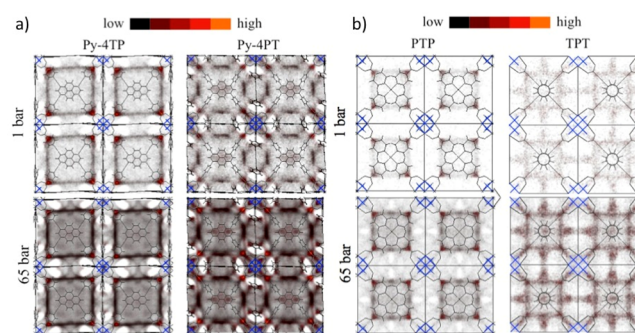 a)
low high
Py-4TP Py-4PT
1 bar
65 bar
b)
low high
PTP TPT
1 bar
65 bar